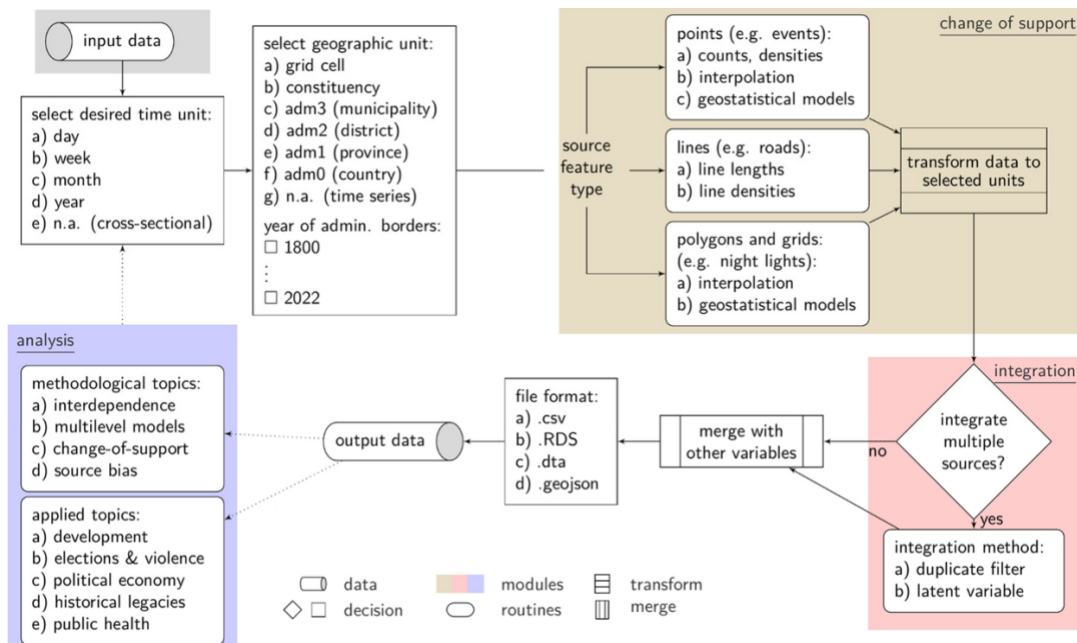 input data
select desired time unit:
a) day
b) week
c) month
d) year
e) n.a. (cross-sectional)
select geographic unit:
a) grid cell
b) constituency
c) adm3 (municipality)
d) adm2 (district)
e) adm1 (province)
f) adm0 (country)
g) n.a. (time series)
year of admin. borders:
☐ 1800
⋮
☐ 2022
change of support
source
feature
type
points (e.g. events):
a) counts, densities
b) interpolation
c) geostatistical models
lines (e.g. roads):
a) line lengths
b) line densities
polygons and grids:
(e.g. night lights):
a) interpolation
b) geostatistical models
transform data to
selected units
integration
integrate
multiple
sources?
no
yes
integration method:
a) duplicate filter
b) latent variable
merge with
other variables
file format:
a) .csv
b) .RDS
c) .dta
d) .geojson
output data
analysis
methodological topics:
a) interdependence
b) multilevel models
c) change-of-support
d) source bias
applied topics:
a) development
b) elections & violence
c) political economy
d) historical legacies
e) public health
data
modules
transform
decision
routines
merge